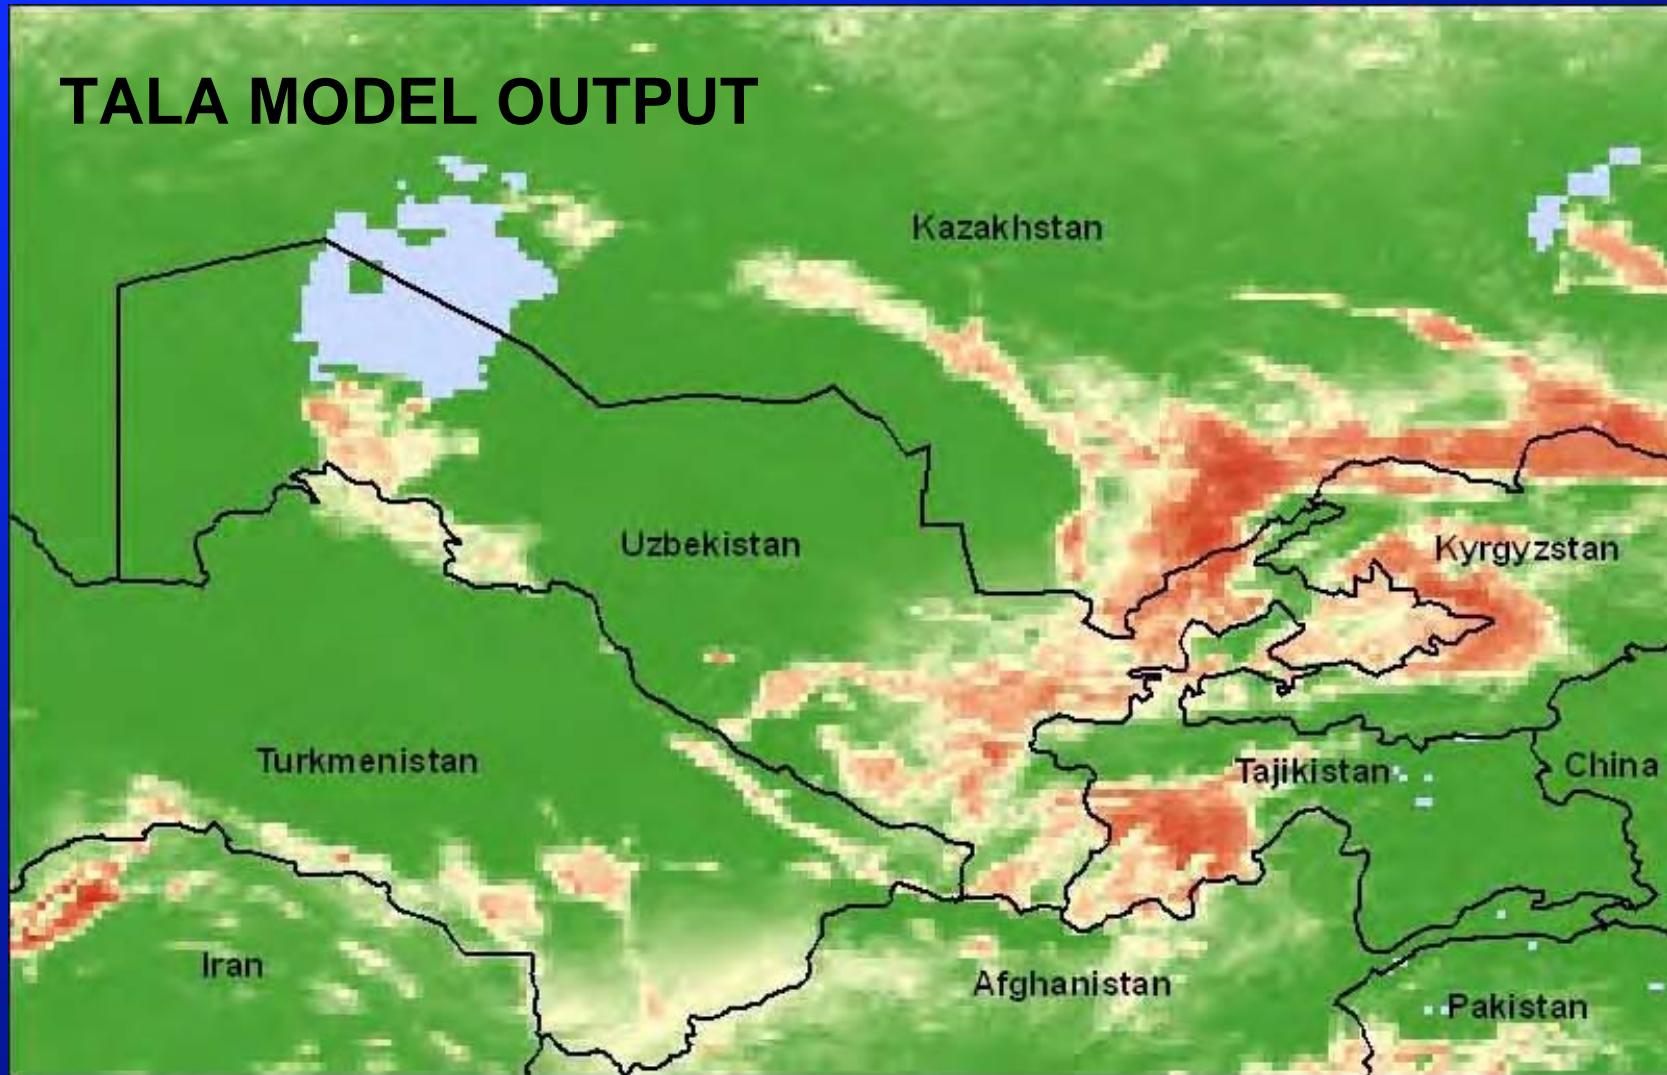 TALA MODEL OUTPUT
Kazakhstan
Uzbekistan
Kyrgyzstan
Turkmenistan
Tajikistan
China
Iran
Afghanistan
Pakistan